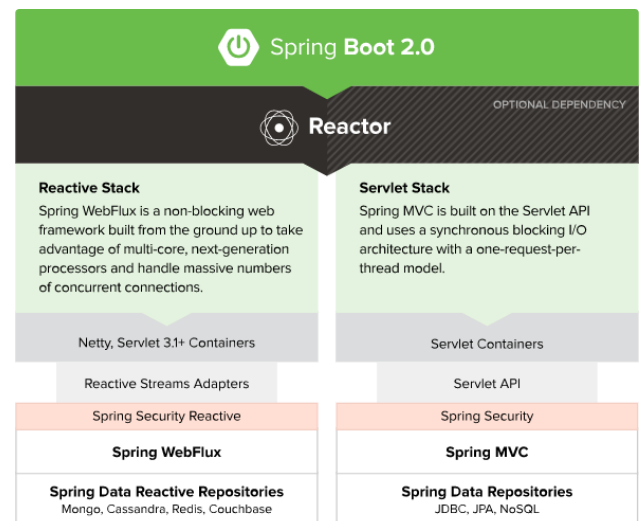 Spring Boot 2.0
OPTIONAL DEPENDENCY
Reactor
Reactive Stack
Spring WebFlux is a non-blocking web
framework built from the ground up to take
advantage of multi-core, next-generation
processors and handle massive numbers
of concurrent connections.
Servlet Stack
Spring MVC is built on the Servlet API
and uses a synchronous blocking I/O
architecture with a one-request-per-
thread model.
Netty, Servlet 3.1+ Containers
Servlet Containers
Reactive Streams Adapters
Servlet API
Spring Security Reactive
Spring Security
Spring WebFlux
Spring MVC
Spring Data Reactive Repositories
Mongo, Cassandra, Redis, Couchbase
Spring Data Repositories
JDBC, JPA, NoSQL